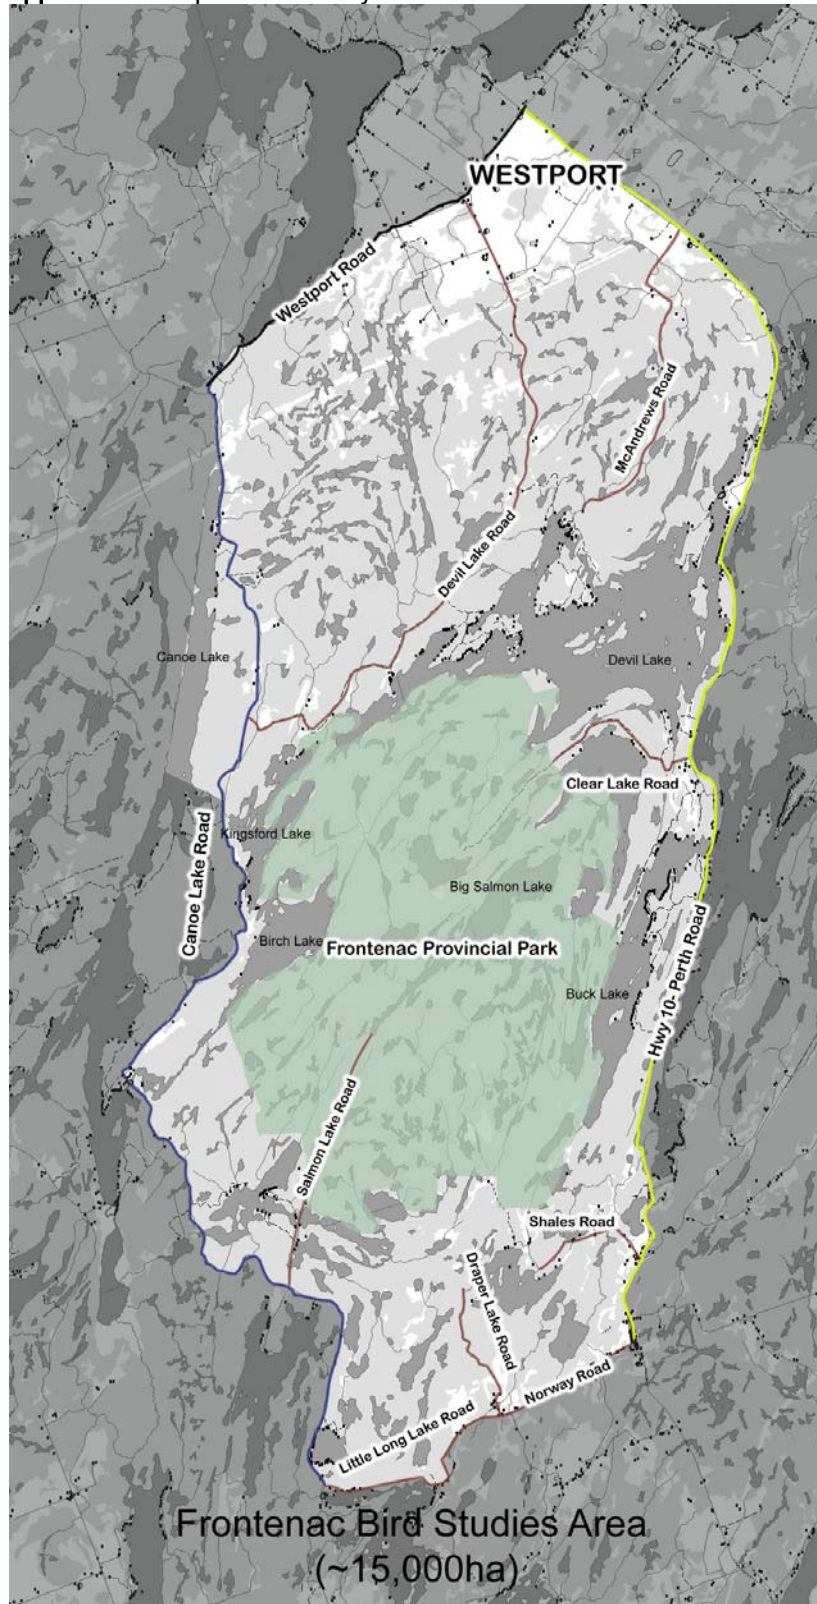 WESTPORT
Westport Road
McAndrews Road
Devil Lake Road
Canoe Lake
Devil Lake
Clear Lake Road
Kingsford Lake
Canoe Lake Road
Big Salmon Lake
Birch Lake
Frontenac Provincial Park
Buck Lake
Hwy 10- Perth Road
Salmon Lake Road
Shales Road
Draper Lake Road
Norway Road
Little Long Lake Road
Frontenac Bird Studies Area
(~15,000ha)